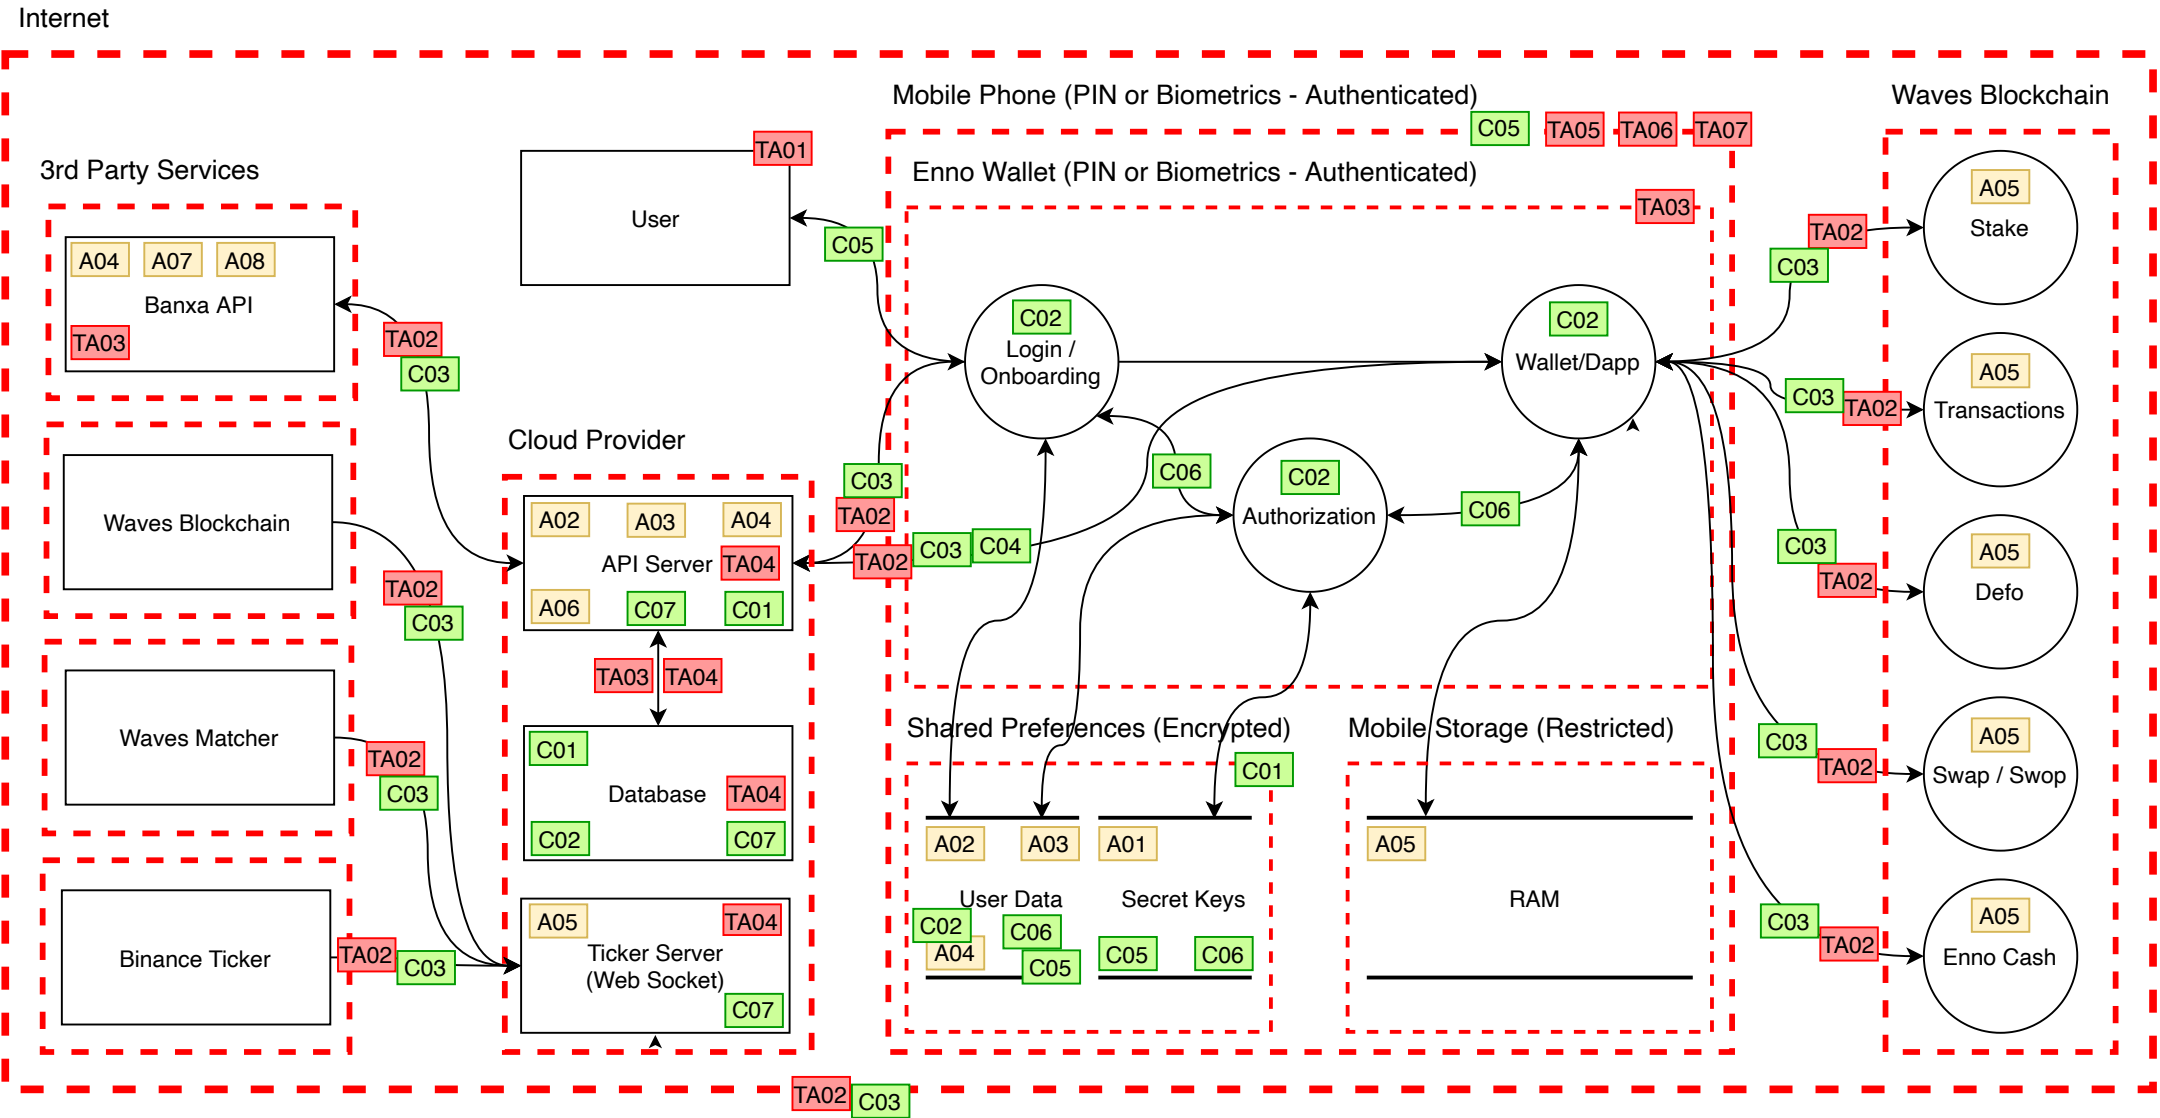 Internet
Mobile Phone (PIN or Biometrics - Authenticated)
C05
TA05
TA06
TA07
Waves Blockchain
3rd Party Services
A04
A07
A08
Banxa API
TA03
TA02
C03
Waves Blockchain
TA02
C03
Waves Matcher
TA02
C03
Binance Ticker
TA02
C03
TA01
User
C05
Cloud Provider
A02
A03
A04
API Server
TA04
A06
C07
C01
TA03
TA04
C01
Database
TA04
C02
C07
A05
TA04
Ticker Server
(Web Socket)
C07
Enno Wallet (PIN or Biometrics - Authenticated)
TA03
C02
Login /
Onboarding
C02
Wallet/Dapp
C03
TA02
TA02
C03
C04
C06
C02
Authorization
C06
Shared Preferences (Encrypted)
C01
A02
A03
A01
User Data
Secret Keys
C02
C06
A04
C05
C05
C06
Mobile Storage (Restricted)
A05
RAM
TA02
C03
A05
Stake
C03
TA02
A05
Transactions
C03
TA02
A05
Defo
C03
TA02
A05
Swap / Swop
C03
TA02
A05
Enno Cash
TA02
C03